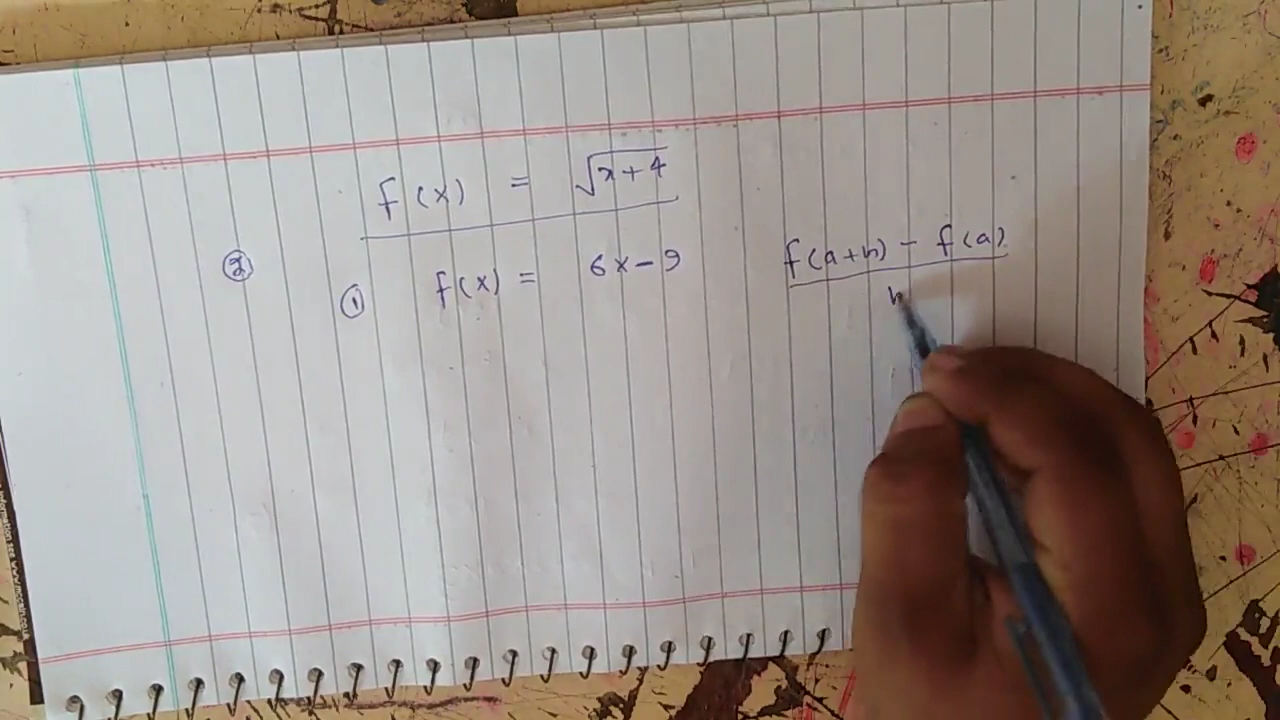 f(x) = √x+4
② ① f(x) = 6x-9
f(a+h) - f(a)
h